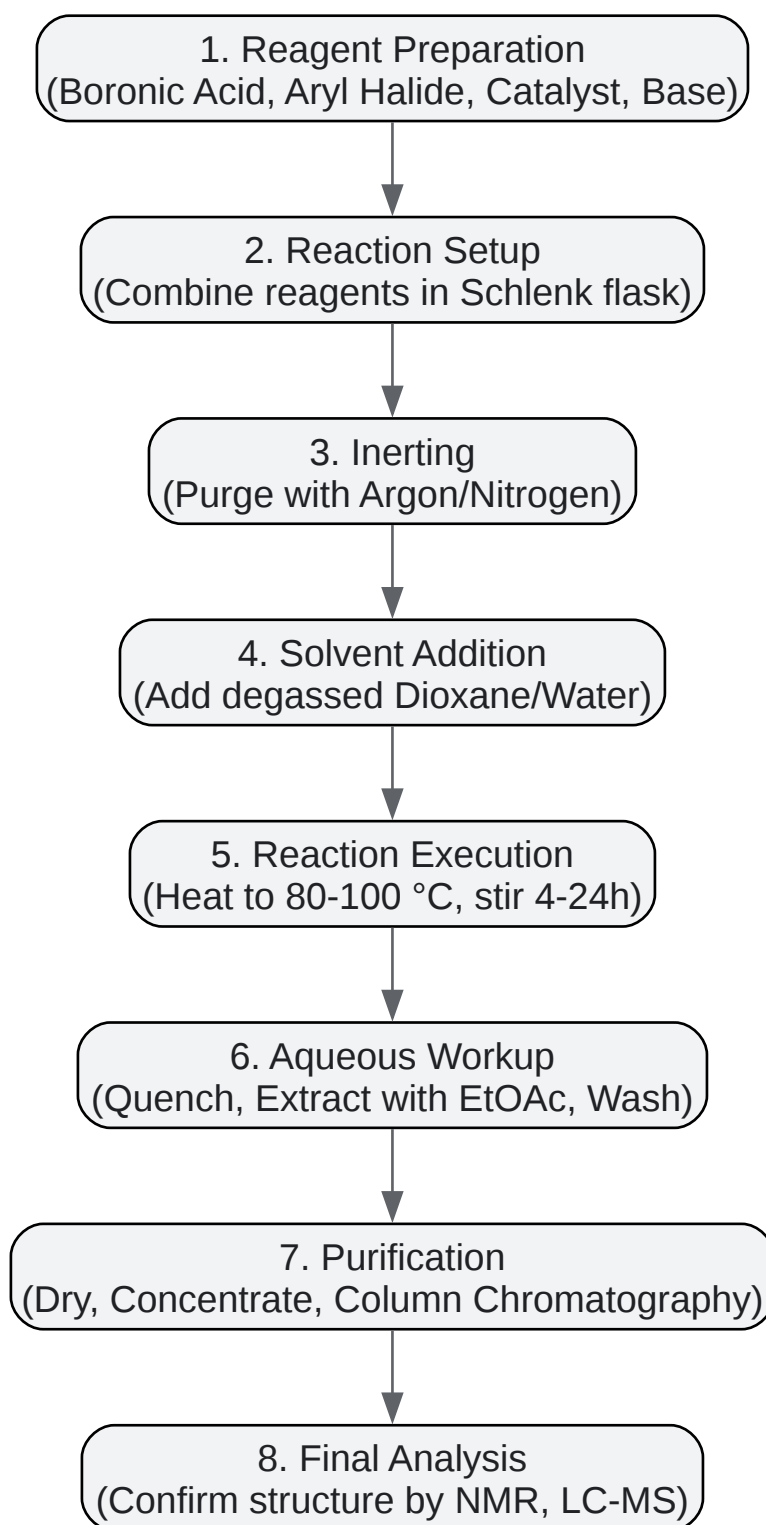 1. Reagent Preparation
(Boronic Acid, Aryl Halide, Catalyst, Base)
2. Reaction Setup
(Combine reagents in Schlenk flask)
3. Inerting
(Purge with Argon/Nitrogen)
4. Solvent Addition
(Add degassed Dioxane/Water)
5. Reaction Execution
(Heat to 80-100 °C, stir 4-24h)
6. Aqueous Workup
(Quench, Extract with EtOAc, Wash)
7. Purification
(Dry, Concentrate, Column Chromatography)
8. Final Analysis
(Confirm structure by NMR, LC-MS)